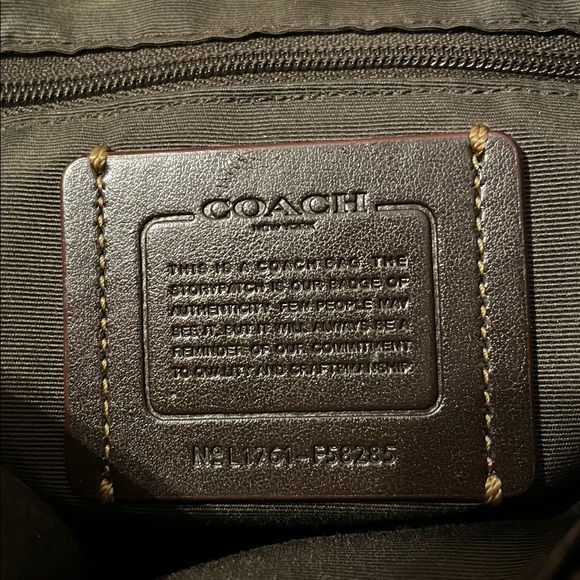 COACH
NEW YORK
THIS IS A COACH BAG. THE
STORYPATCH IS OUR BADGE OF
AUTHENTICITY. FEW PEOPLE MAY
SEE IT, BUT IT WILL ALWAYS BE A
REMINDER OF OUR COMMITMENT
TO QUALITY AND CRAFTMANSHIP.
Nº L1761-F58285